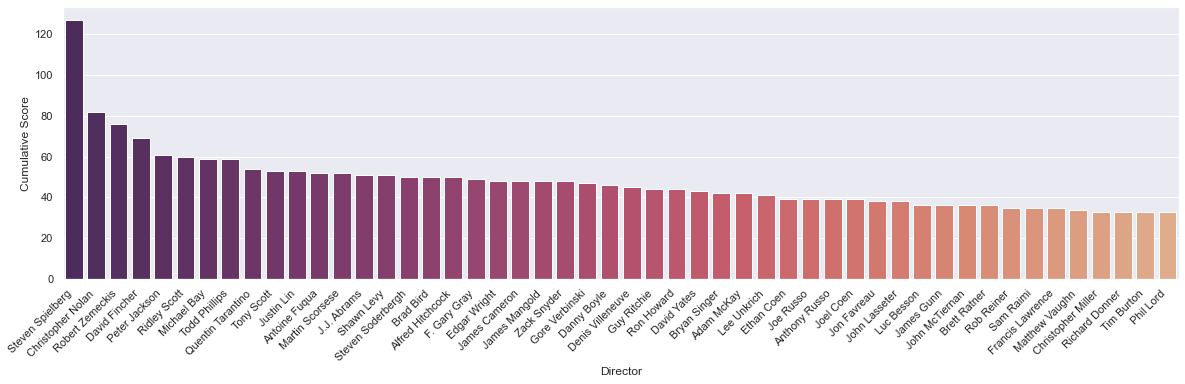 Cumulative Score
120
100
80
60
40
20
0
Steven Spielberg
Christopher Nolan
Robert Zemeckis
David Fincher
Peter Jackson
Ridley Scott
Michael Bay
Todd Phillips
Quentin Tarantino
Tony Scott
Justin Lin
Antoine Fuqua
Martin Scorsese
J.J. Abrams
Shawn Levy
Steven Soderbergh
Brad Bird
Alfred Hitchcock
F. Gary Gray
Edgar Wright
James Cameron
James Mangold
Zack Snyder
Gore Verbinski
Danny Boyle
Denis Villeneuve
Guy Ritchie
Ron Howard
David Yates
Bryan Singer
Adam McKay
Lee Unkrich
Ethan Coen
Joe Russo
Anthony Russo
Joel Coen
Jon Favreau
John Lasseter
Luc Besson
James Gunn
John McTiernan
Brett Ratner
Rob Reiner
Sam Raimi
Francis Lawrence
Matthew Vaughn
Christopher Miller
Richard Donner
Tim Burton
Phil Lord
Director